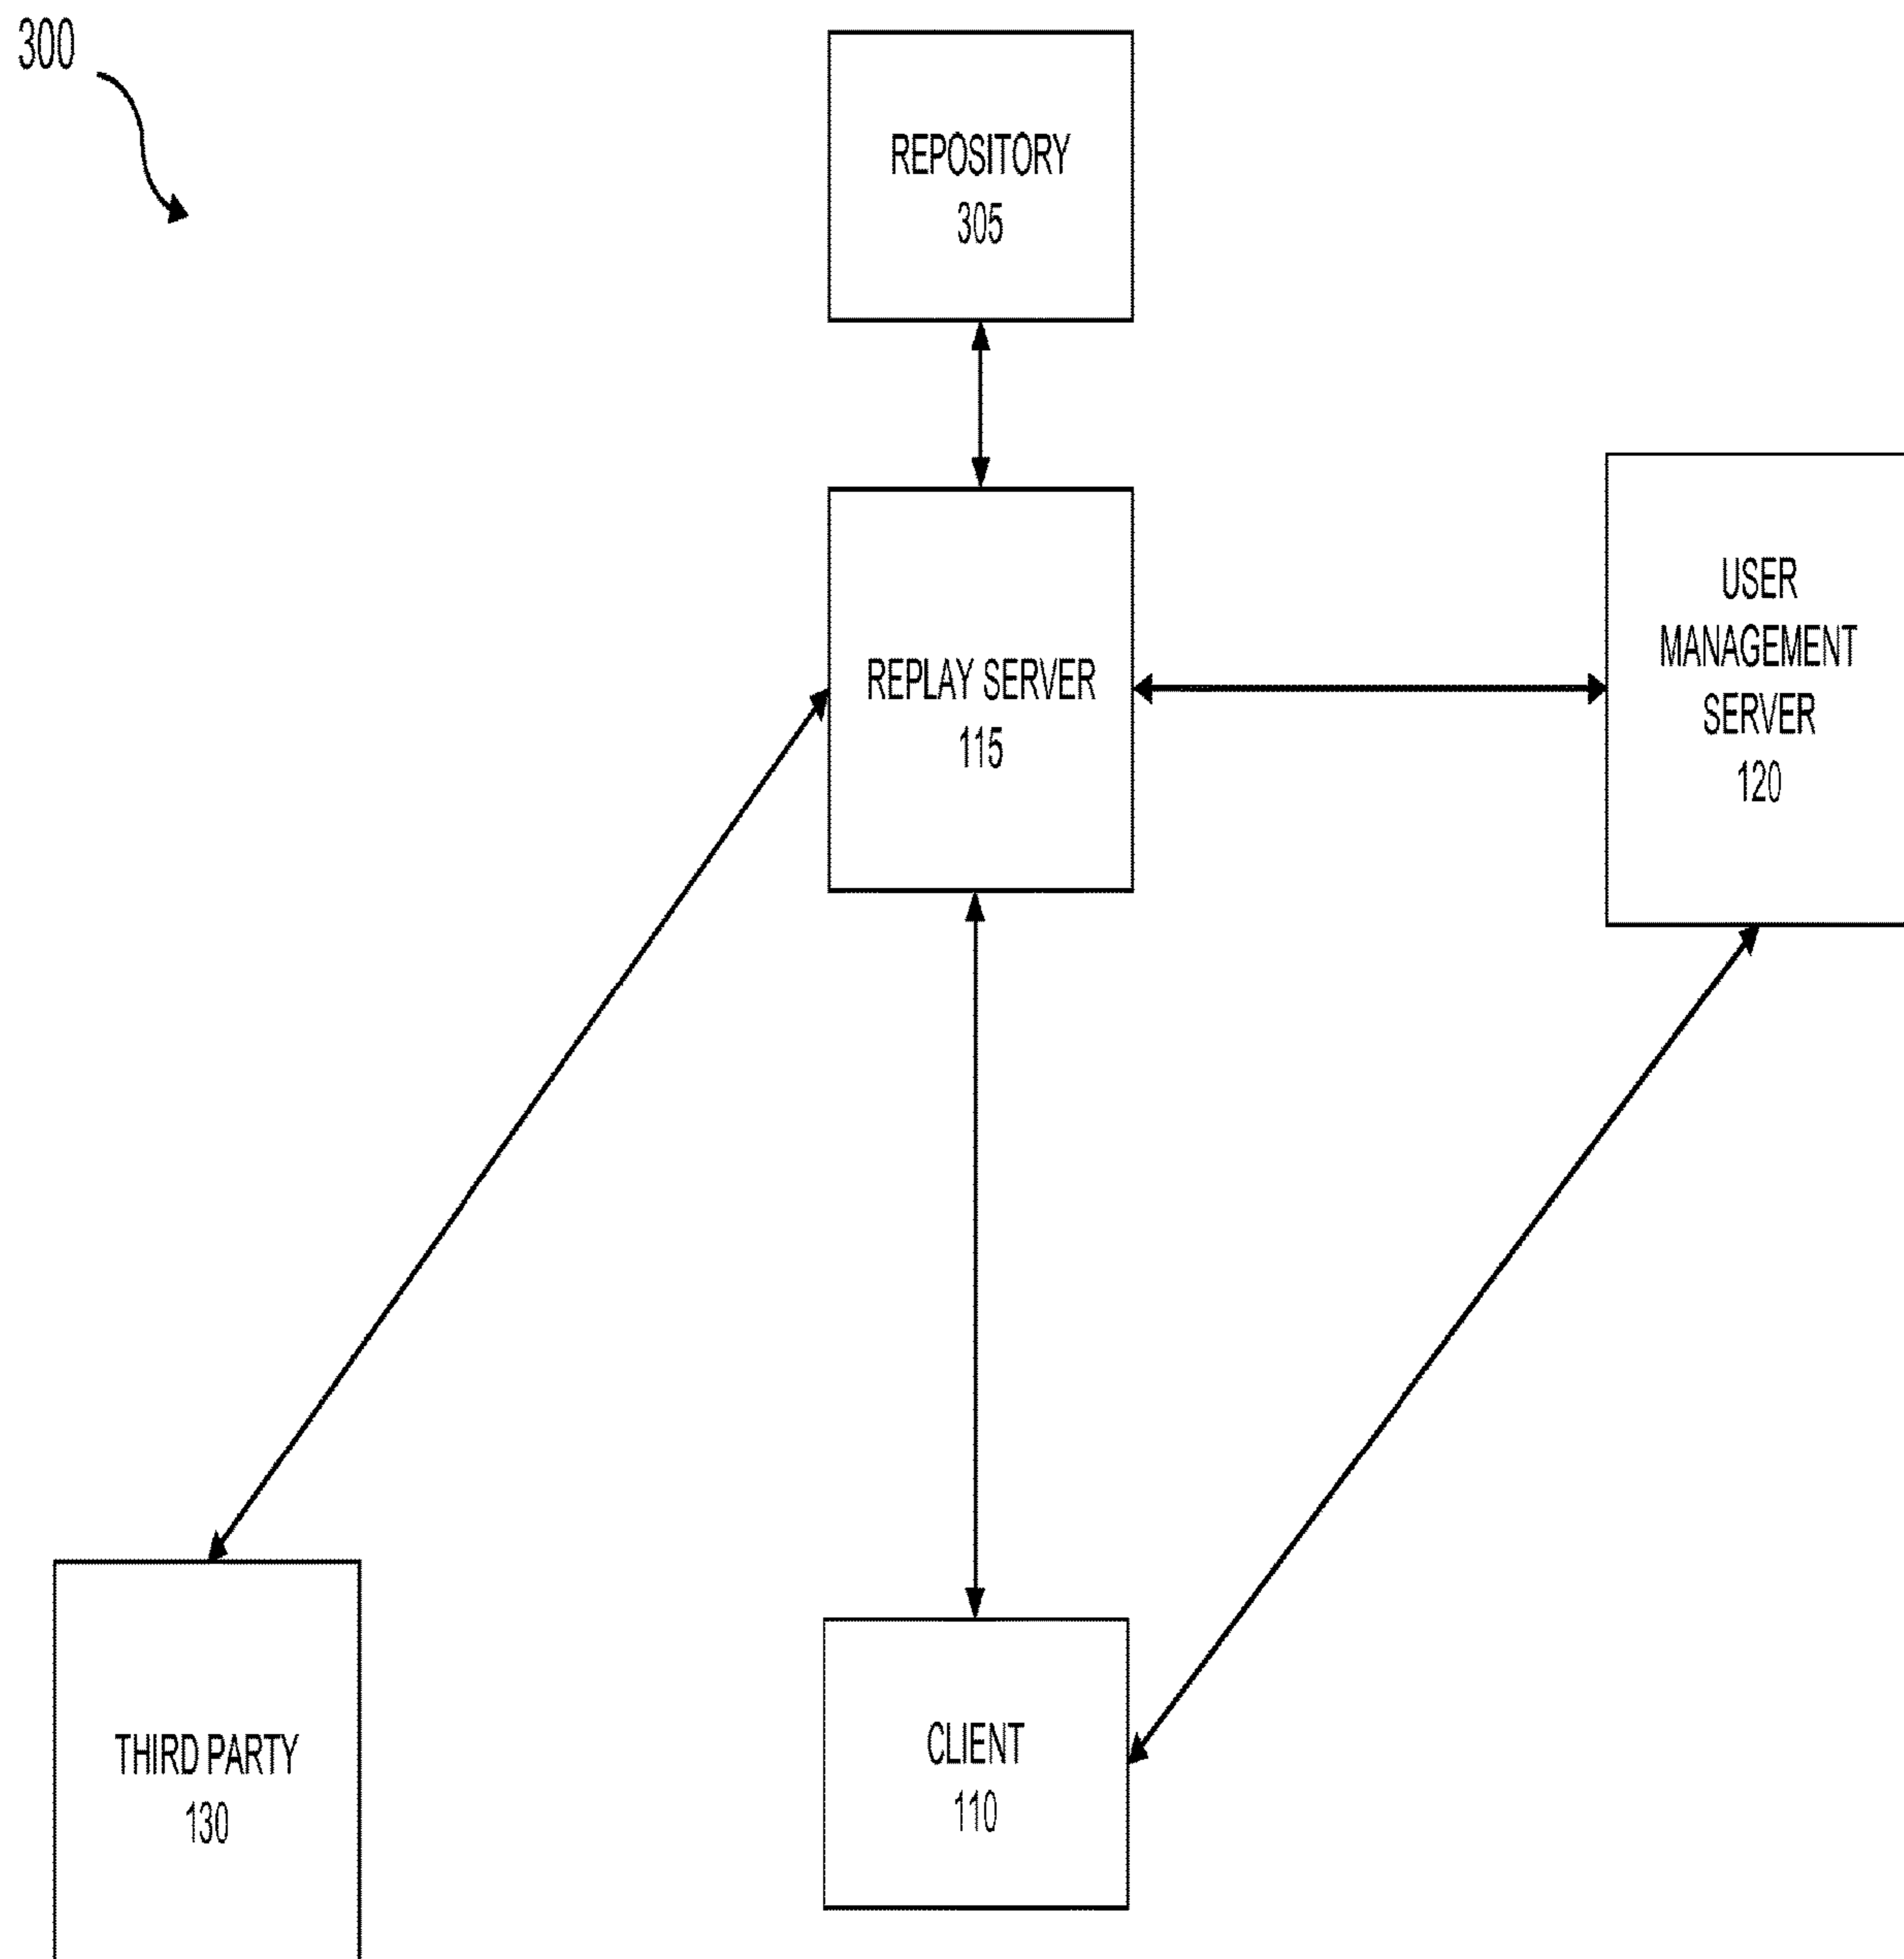 300
REPOSITORY
305
REPLAY SERVER
115
USER
MANAGEMENT
SERVER
120
THIRD PARTY
130
CLIENT
110